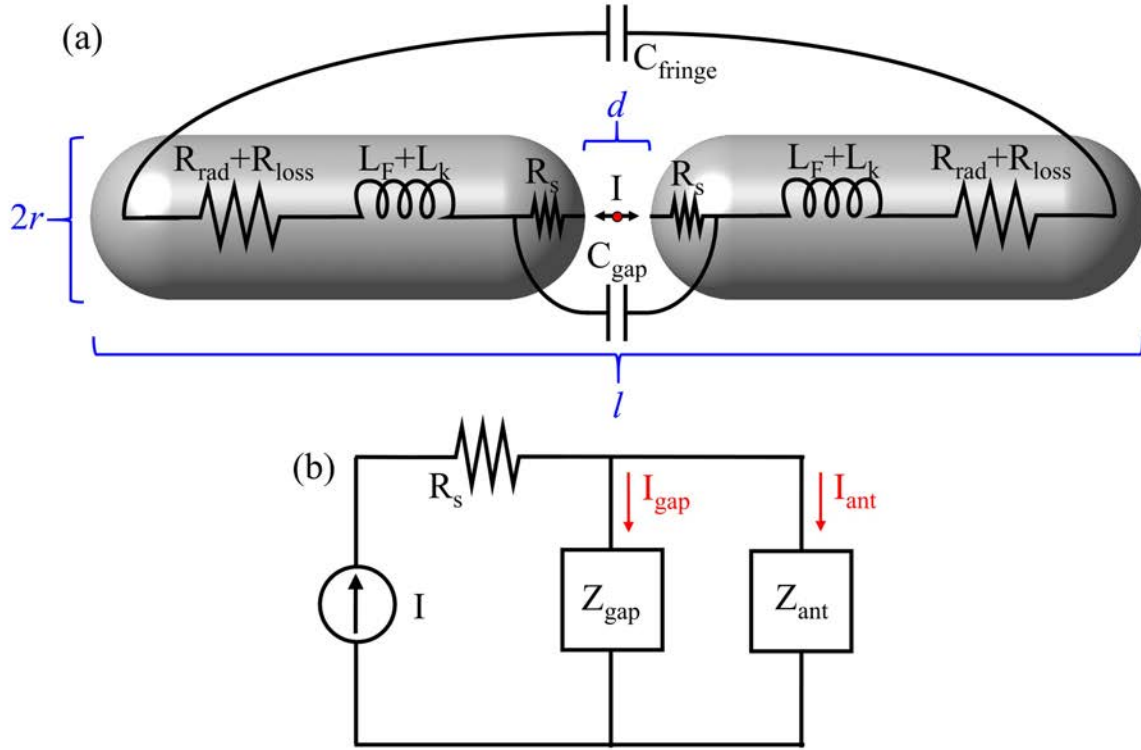 (a)
C_fringe
d
2r
R_rad+R_loss
L_F+L_k
R_s
I
R_s
L_F+L_k
R_rad+R_loss
C_gap
l
(b)
R_s
I_gap
I_ant
I
Z_gap
Z_ant